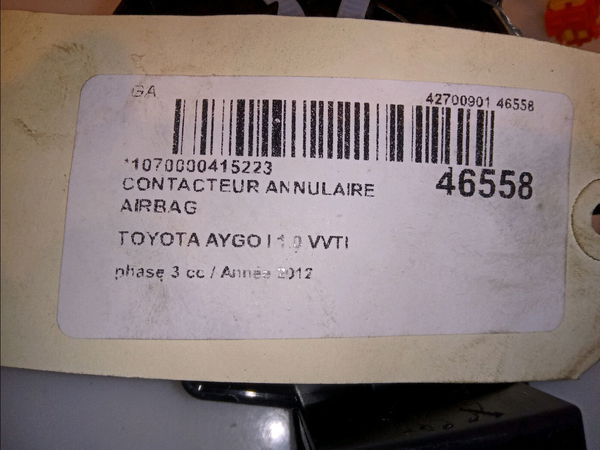 GA
42700901 46558
*1070000415223
46558
CONTACTEUR ANNULAIRE
AIRBAG
TOYOTA AYGO I 1.0 VVTI
phase 3 cc / Année 2012